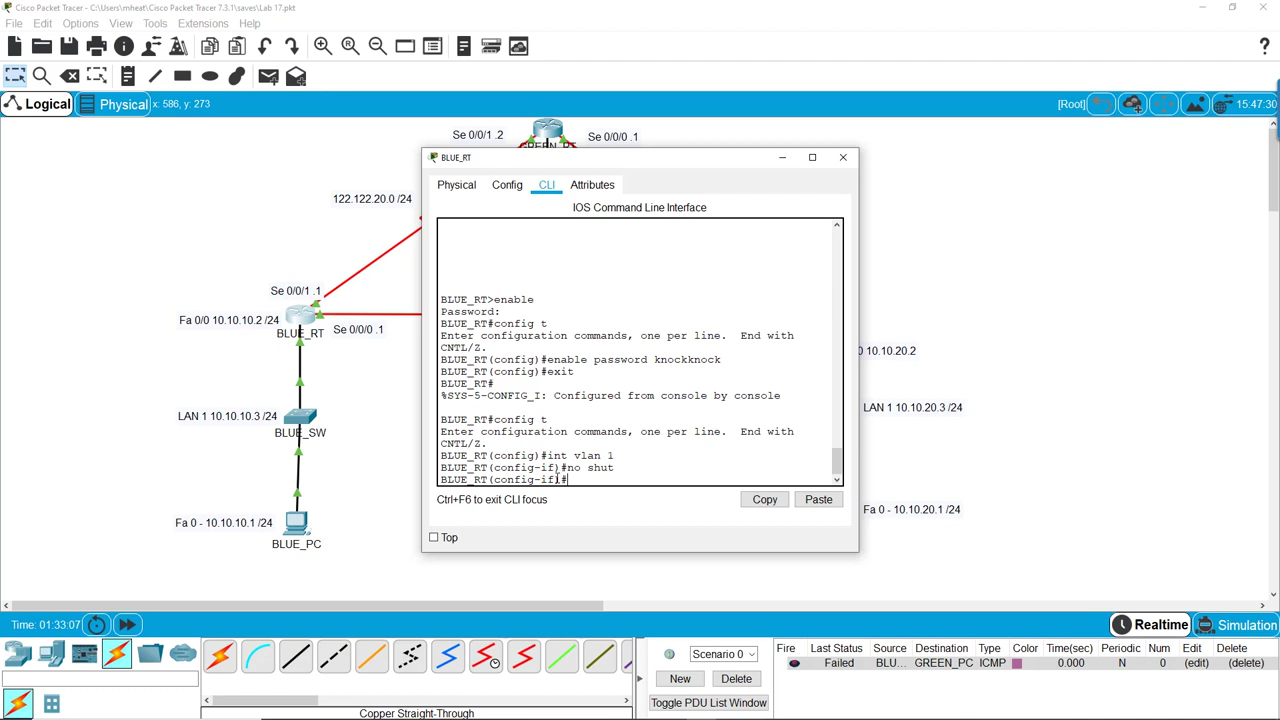 Cisco Packet Tracer - C:\Users\mheat\Cisco Packet Tracer 7.3.1\saves\Lab 17.pkt
File Edit Options View Tools Extensions Help
Logical Physical x: 586, y: 273 [Root] 15:47:30
Se 0/0/1 .2 Se 0/0/0 .1
GREEN_RT
122.122.20.0 /24
Se 0/0/1 .1
Fa 0/0 10.10.10.2 /24
BLUE_RT
Se 0/0/0 .1
LAN 1 10.10.10.3 /24
BLUE_SW
Fa 0 - 10.10.10.1 /24
BLUE_PC
0 10.10.20.2
LAN 1 10.10.20.3 /24
Fa 0 - 10.10.20.1 /24
BLUE_RT
Physical Config CLI Attributes
IOS Command Line Interface
BLUE_RT>enable
Password:
BLUE_RT#config t
Enter configuration commands, one per line. End with
CNTL/Z.
BLUE_RT(config)#enable password knockknock
BLUE_RT(config)#exit
BLUE_RT#
%SYS-5-CONFIG_I: Configured from console by console
BLUE_RT#config t
Enter configuration commands, one per line. End with
CNTL/Z.
BLUE_RT(config)#int vlan 1
BLUE_RT(config-if)#no shut
BLUE_RT(config-if)#
Ctrl+F6 to exit CLI focus Copy Paste
Top
Time: 01:33:07 Realtime Simulation
Scenario 0
New Delete
Toggle PDU List Window
Fire Last Status Source Destination Type Color Time(sec) Periodic Num Edit Delete
Failed BLU... GREEN_PC ICMP 0.000 N 0 (edit) (delete)
Copper Straight-Through